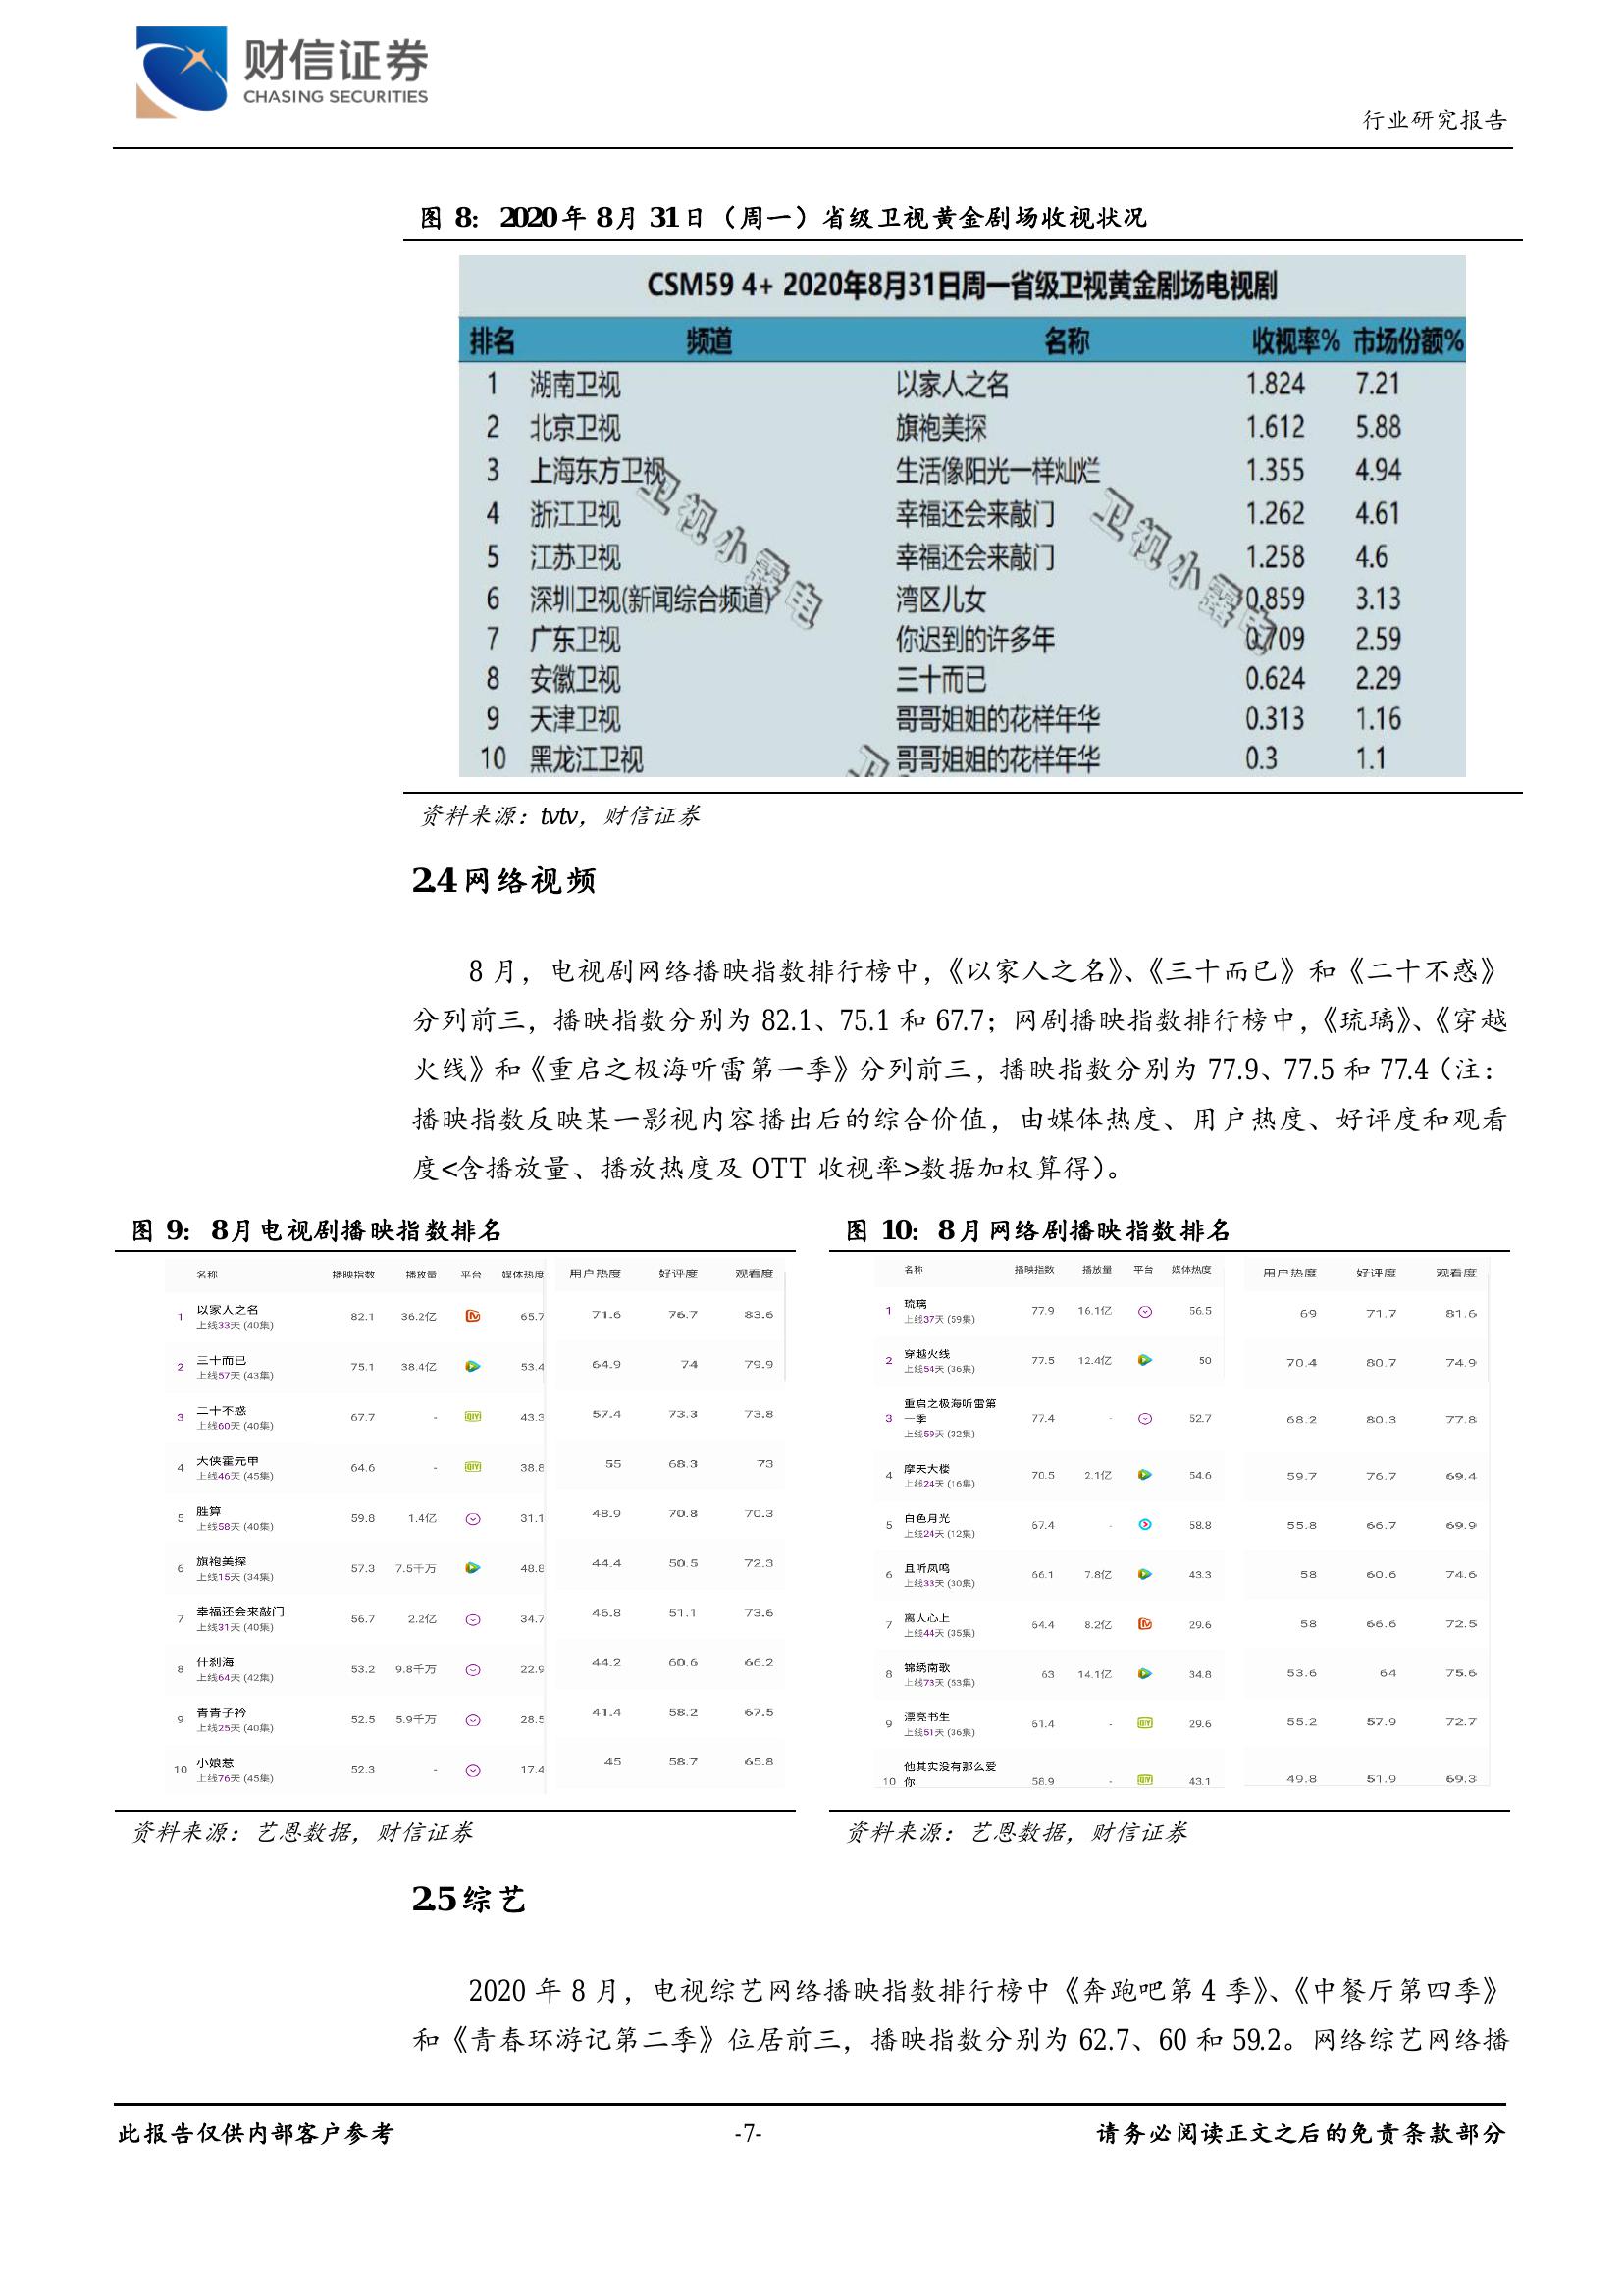 财信证券
CHASING SECURITIES
行业研究报告
图 8: 2020年 8月 31日（周一）省级卫视黄金剧场收视状况
CSM59 4+ 2020年8月31日周一省级卫视黄金剧场电视剧
排名 频道 名称 收视率% 市场份额%
1 湖南卫视 以家人之名 1.824 7.21
2 北京卫视 旗袍美探 1.612 5.88
3 上海东方卫视 生活像阳光一样灿烂 1.355 4.94
4 浙江卫视 幸福还会来敲门 1.262 4.61
5 江苏卫视 幸福还会来敲门 1.258 4.6
6 深圳卫视(新闻综合频道) 湾区儿女 0.859 3.13
7 广东卫视 你迟到的许多年 0.709 2.59
8 安徽卫视 三十而已 0.624 2.29
9 天津卫视 哥哥姐姐的花样年华 0.313 1.16
10 黑龙江卫视 哥哥姐姐的花样年华 0.3 1.1
卫视小露电
卫视小露电
卫
资料来源：tvtv，财信证券
2.4 网络视频
8 月，电视剧网络播映指数排行榜中，《以家人之名》、《三十而已》和《二十不惑》
分列前三，播映指数分别为 82.1、75.1 和 67.7；网剧播映指数排行榜中，《琉璃》、《穿越
火线》和《重启之极海听雷第一季》分列前三，播映指数分别为 77.9、77.5 和 77.4（注：
播映指数反映某一影视内容播出后的综合价值，由媒体热度、用户热度、好评度和观看
度<含播放量、播放热度及 OTT 收视率>数据加权算得）。
图 9: 8月电视剧播映指数排名
名称 播映指数 播放量 平台 媒体热度 用户热度 好评度 观看度
1 以家人之名 82.1 36.2亿 65.7 71.6 76.7 83.6
上线33天 (40集)
2 三十而已 75.1 38.4亿 53.4 64.9 74 79.9
上线57天 (43集)
3 二十不惑 67.7 - QIY 43.3 57.4 73.3 73.8
上线60天 (40集)
4 大侠霍元甲 64.6 - QIY 38.8 55 68.3 73
上线46天 (45集)
5 胜算 59.8 1.4亿 31.1 48.9 70.8 70.3
上线58天 (40集)
6 旗袍美探 57.3 7.5千万 48.8 44.4 50.5 72.3
上线15天 (34集)
7 幸福还会来敲门 56.7 2.2亿 34.7 46.8 51.1 73.6
上线31天 (40集)
8 什刹海 53.2 9.8千万 22.9 44.2 60.6 66.2
上线64天 (42集)
9 青青子衿 52.5 5.9千万 28.5 41.4 58.2 67.5
上线25天 (40集)
10 小娘惹 52.3 - 17.4 45 58.7 65.8
上线76天 (45集)
资料来源：艺恩数据，财信证券
图 10: 8月网络剧播映指数排名
名称 播映指数 播放量 平台 媒体热度 用户热度 好评度 观看度
1 琉璃 77.9 16.1亿 56.5 69 71.7 81.6
上线37天 (59集)
2 穿越火线 77.5 12.4亿 50 70.4 80.7 74.9
上线54天 (36集)
重启之极海听雷第
3 一季 77.4 - 52.7 68.2 80.3 77.8
上线59天 (32集)
4 摩天大楼 70.5 2.1亿 54.6 59.7 76.7 69.4
上线24天 (16集)
5 白色月光 67.4 - 58.8 55.8 66.7 69.9
上线24天 (12集)
6 且听凤鸣 66.1 7.8亿 43.3 58 60.6 74.6
上线33天 (30集)
7 离人心上 64.4 8.2亿 29.6 58 66.6 72.5
上线44天 (35集)
8 锦绣南歌 63 14.1亿 34.8 53.6 64 75.6
上线73天 (53集)
9 漂亮书生 61.4 - QIY 29.6 55.2 57.9 72.7
上线51天 (36集)
他其实没有那么爱
10 你 58.9 - QIY 43.1 49.8 51.9 69.3
资料来源：艺恩数据，财信证券
2.5 综艺
2020 年 8 月，电视综艺网络播映指数排行榜中《奔跑吧第 4 季》、《中餐厅第四季》
和《青春环游记第二季》位居前三，播映指数分别为 62.7、60 和 59.2。网络综艺网络播
此报告仅供内部客户参考 -7- 请务必阅读正文之后的免责条款部分